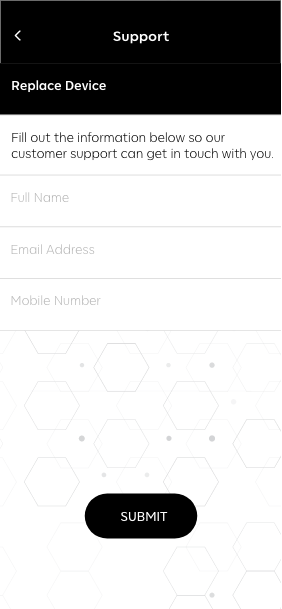 Support
Replace Device
Fill out the information below so our
customer support can get in touch with you.
Full Name
Email Address
Mobile Number
SUBMIT